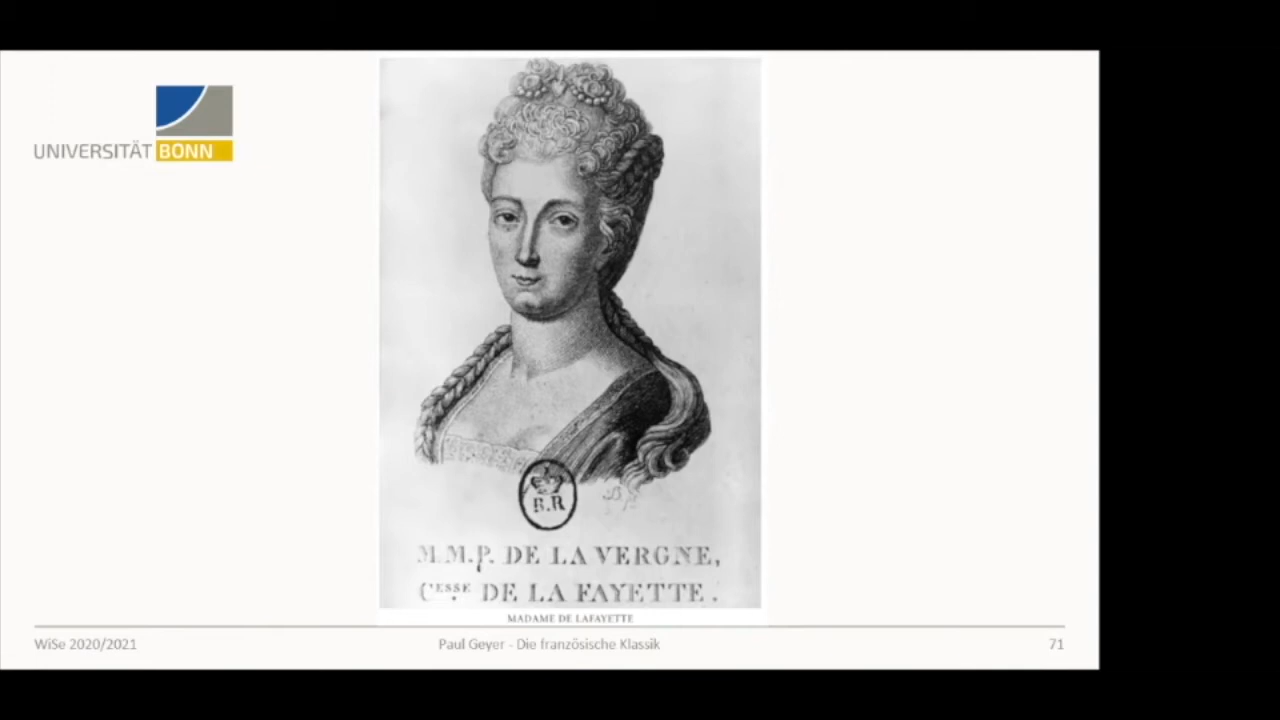 UNIVERSITÄT BONN
B.R
M.M.P. DE LA VERGNE,
C^ESSE DE LA FAYETTE.
MADAME DE LAFAYETTE
WiSe 2020/2021
Paul Geyer - Die französische Klassik
71